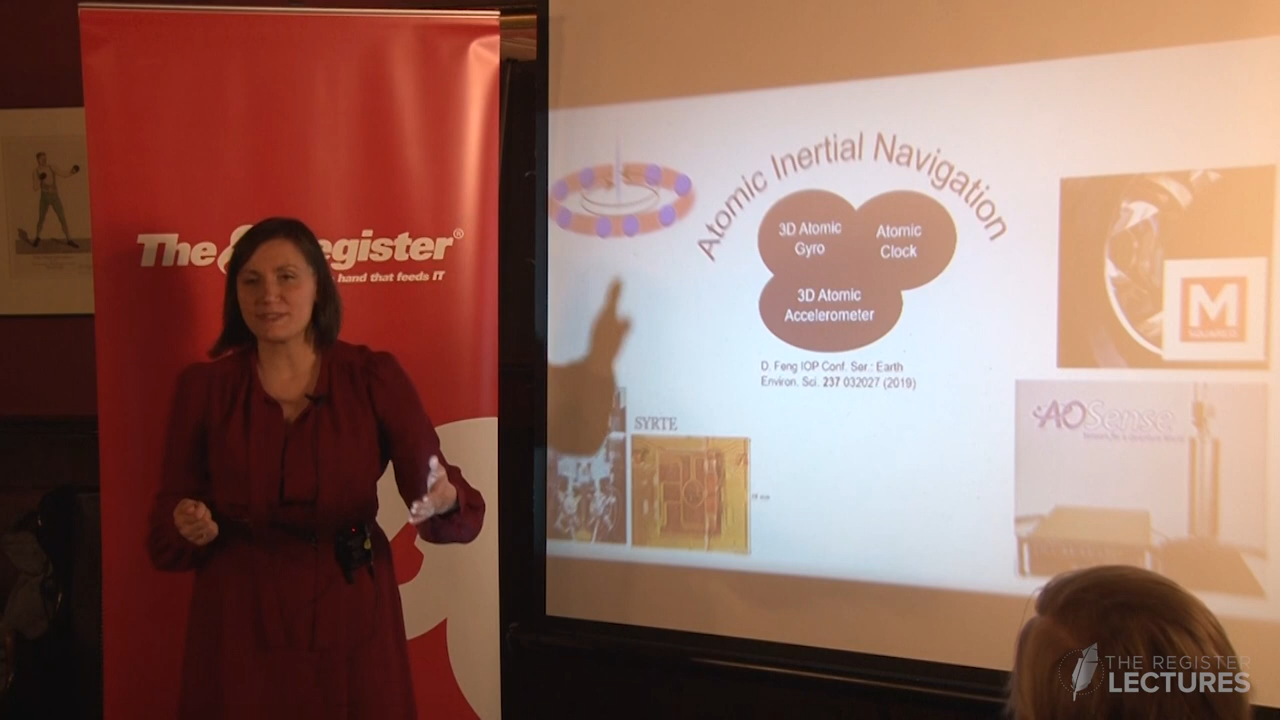 The Register®
hand that feeds IT
Atomic Inertial Navigation
3D Atomic
Gyro
Atomic
Clock
3D Atomic
Accelerometer
D. Feng IOP Conf. Ser.: Earth
Environ. Sci. 237 032027 (2019)
SYRTE
M
AOSense
THE REGISTER
LECTURES